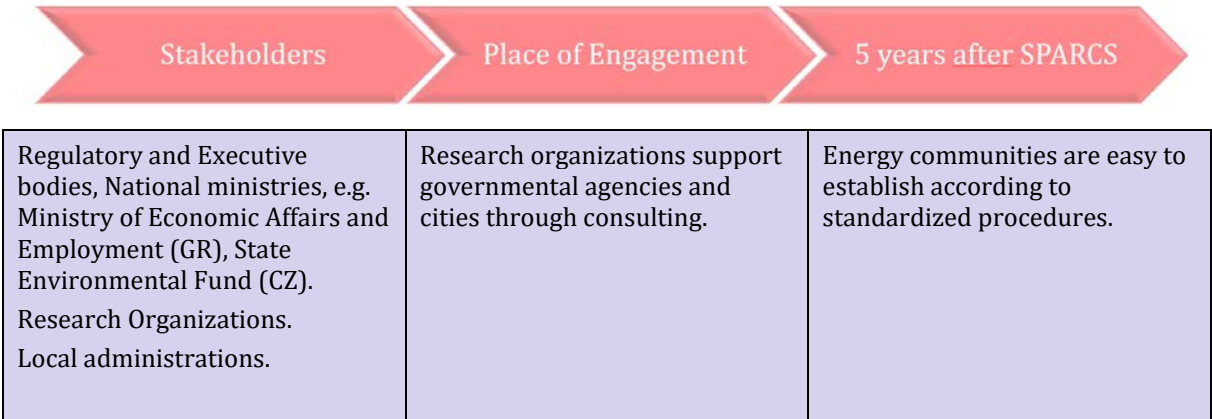 Stakeholders
Place of Engagement
5 years after SPARCS
Regulatory and Executive
bodies, National ministries, e.g.
Ministry of Economic Affairs and
Employment (GR), State
Environmental Fund (CZ).
Research Organizations.
Local administrations.
Research organizations support
governmental agencies and
cities through consulting.
Energy communities are easy to
establish according to
standardized procedures.